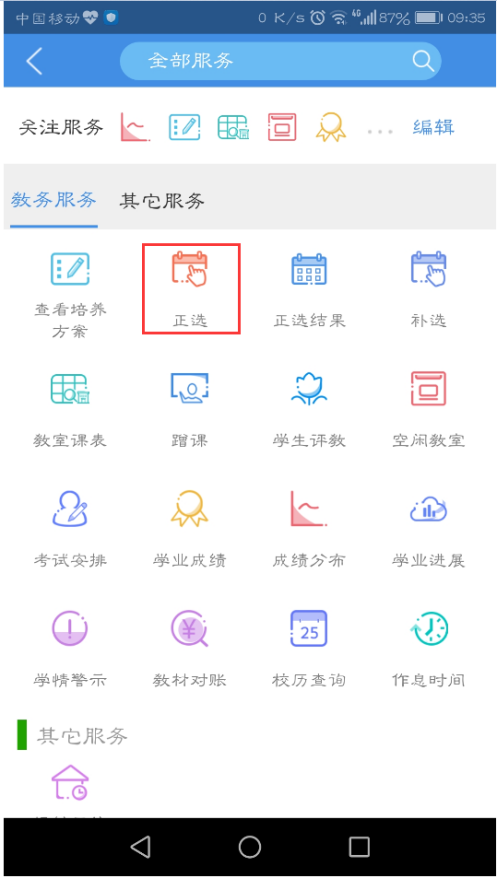 中国移动 0 K/s 4G 87% 09:35
全部服务
关注服务 ... 编辑
教务服务 其它服务
查看培养方案 正选 正选结果 补选
教室课表 蹭课 学生评教 空闲教室
考试安排 学业成绩 成绩分布 学业进展
25
学情警示 教材对账 校历查询 作息时间
其它服务